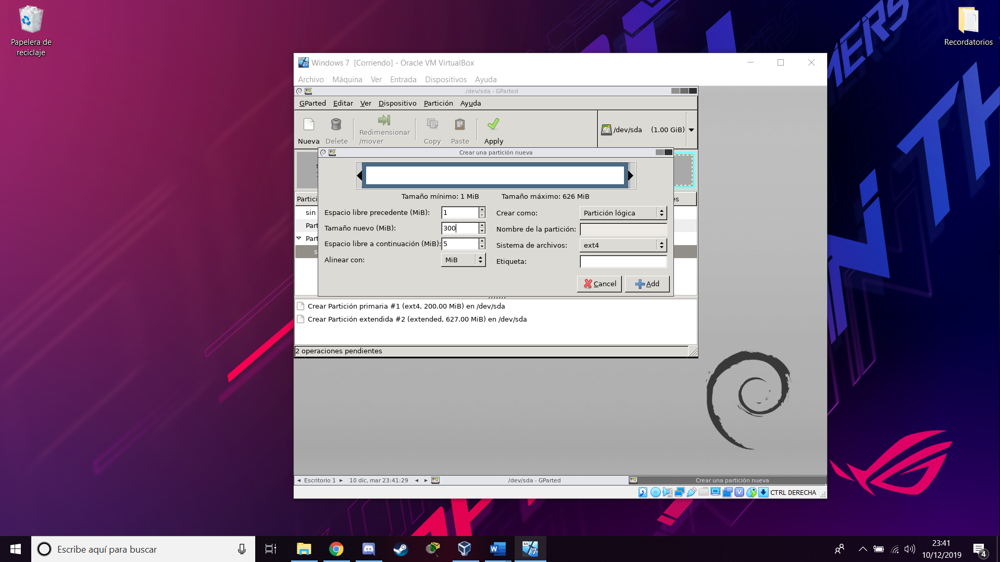 Papelera de
reciclaje
Recordatorios
Windows 7 [Corriendo] - Oracle VM VirtualBox
Archivo Máquina Ver Entrada Dispositivos Ayuda
/dev/sda - GParted
GParted Editar Ver Dispositivo Partición Ayuda
Nueva Delete Redimensionar
/mover Copy Paste Apply
/dev/sda (1.00 GiB)
Crear una partición nueva
Tamaño mínimo: 1 MiB Tamaño máximo: 626 MiB
Espacio libre precedente (MiB): 1
Tamaño nuevo (MiB): 300
Espacio libre a continuación (MiB): 5
Alinear con: MiB
Crear como: Partición lógica
Nombre de la partición:
Sistema de archivos: ext4
Etiqueta:
Cancel Add
Partici
es
sin
Part
Part
s
Crear Partición primaria #1 (ext4, 200.00 MiB) en /dev/sda
Crear Partición extendida #2 (extended, 627.00 MiB) en /dev/sda
2 operaciones pendientes
Escritorio 1 10 dic, mar 23:41:29 /dev/sda - GParted Crear una partición nueva
CTRL DERECHA
Escribe aquí para buscar
23:41
10/12/2019
4